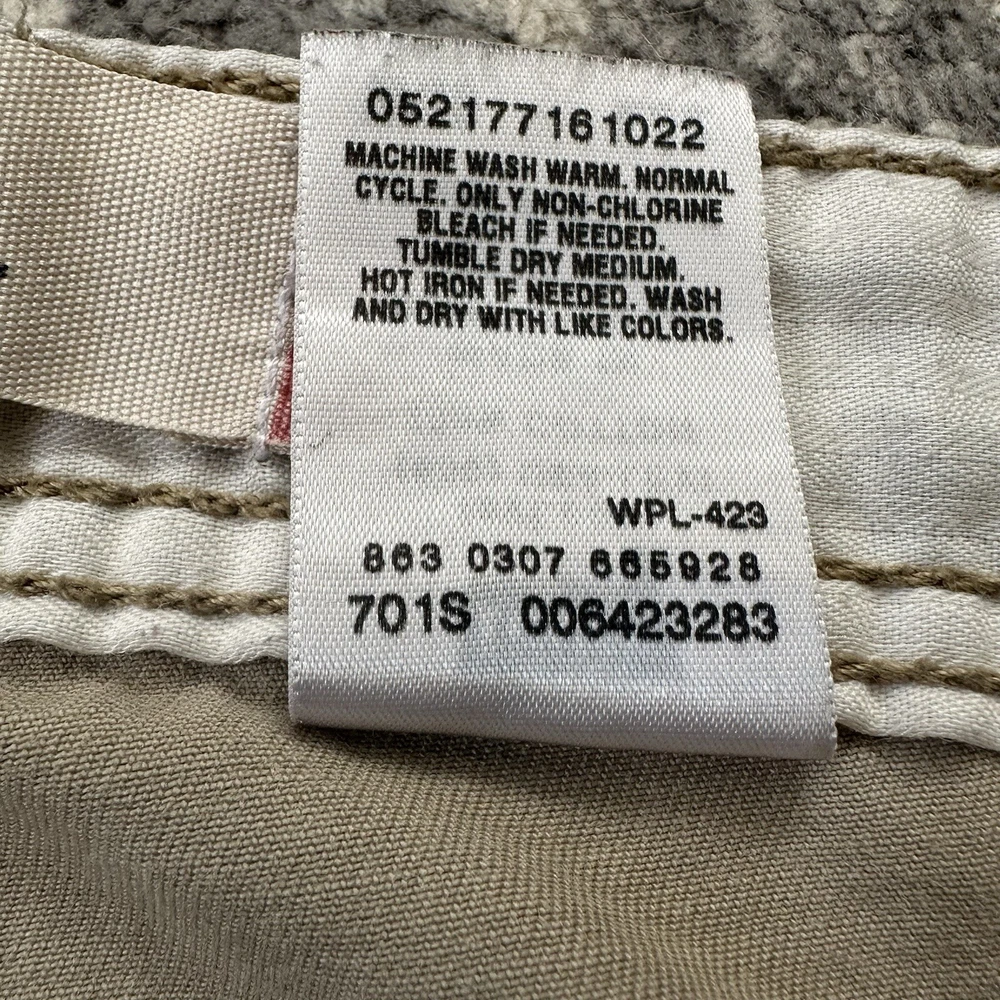 052177161022
MACHINE WASH WARM. NORMAL
CYCLE. ONLY NON-CHLORINE
BLEACH IF NEEDED.
TUMBLE DRY MEDIUM.
HOT IRON IF NEEDED. WASH
AND DRY WITH LIKE COLORS.
WPL-423
863 0307 665928
701S 006423283